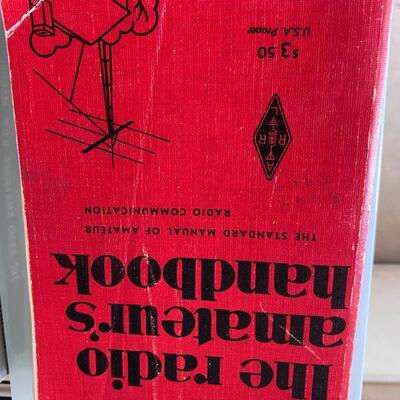 the radio
amateur's
handbook
THE STANDARD MANUAL OF AMATEUR
RADIO COMMUNICATION
A
R R
L
$3.50
U.S.A. Proper